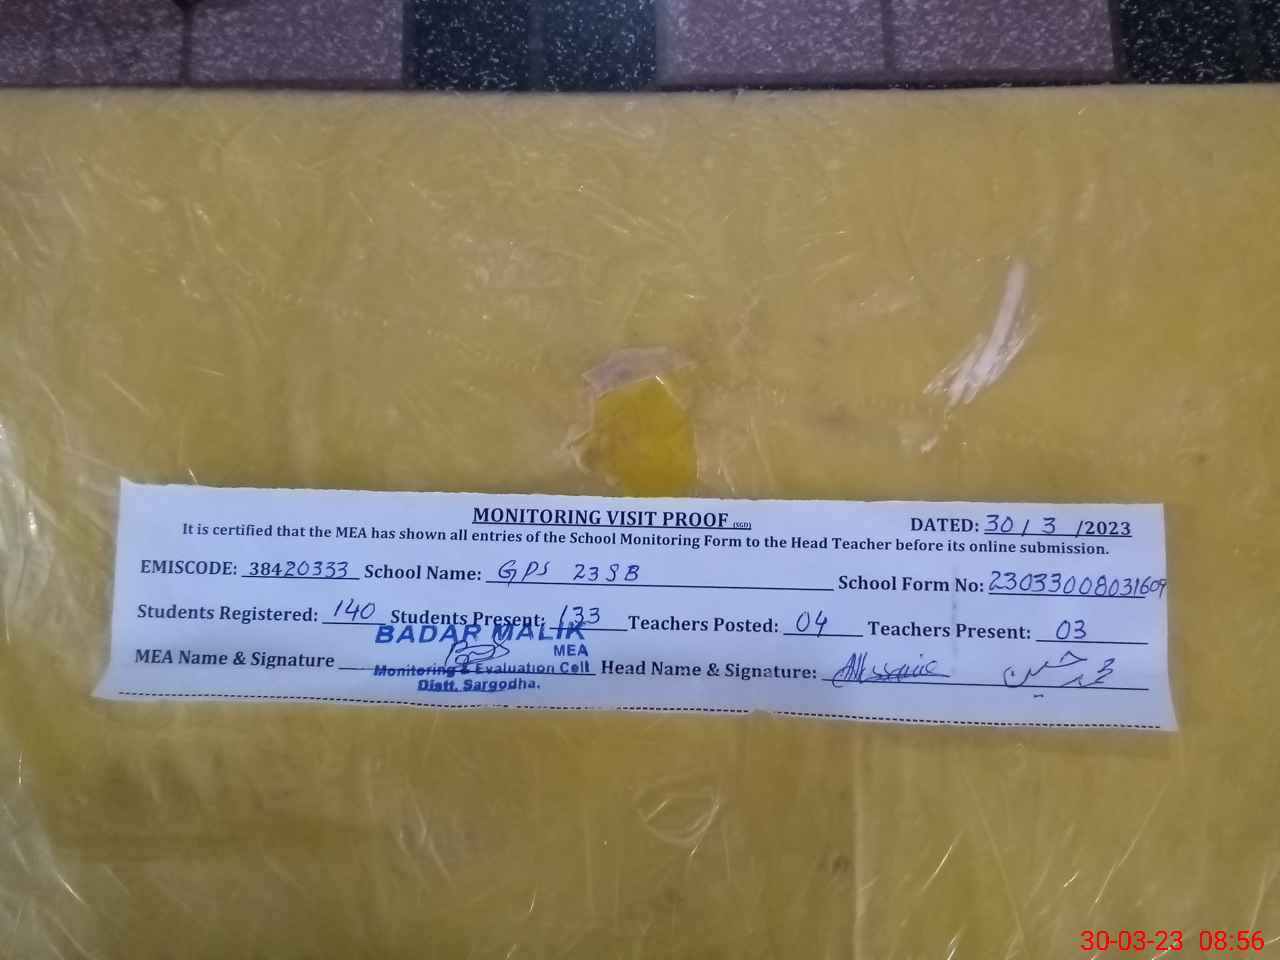 MONITORING VISIT PROOF (SGD) DATED: 30 / 3 /2023
It is certified that the MEA has shown all entries of the School Monitoring Form to the Head Teacher before its online submission.
EMISCODE: 38420333 School Name: GPS 23 SB School Form No: 23033008031609
Students Registered: 140 Students Present: 133 Teachers Posted: 04 Teachers Present: 03
BADAR MALIK
MEA
MEA Name & Signature Head Name & Signature:
Monitoring & Evaluation Cell
Distt. Sargodha.
30-03-23 08:56